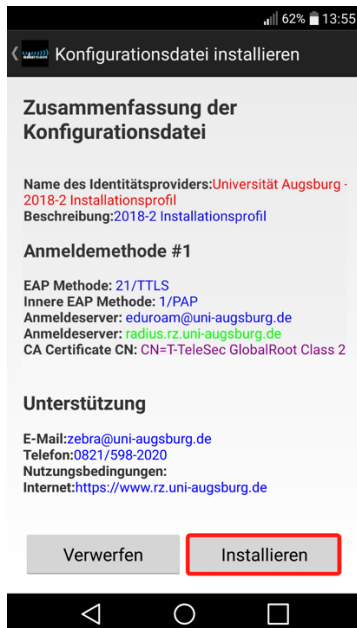 62% 13:55
eduroam Konfigurationsdatei installieren
Zusammenfassung der
Konfigurationsdatei
Name des Identitätsproviders:Universität Augsburg -
2018-2 Installationsprofil
Beschreibung:2018-2 Installationsprofil
Anmeldemethode #1
EAP Methode: 21/TTLS
Innere EAP Methode: 1/PAP
Anmeldeserver: eduroam@uni-augsburg.de
Anmeldeserver: radius.rz.uni-augsburg.de
CA Certificate CN: CN=T-TeleSec GlobalRoot Class 2
Unterstützung
E-Mail:zebra@uni-augsburg.de
Telefon:0821/598-2020
Nutzungsbedingungen:
Internet:https://www.rz.uni-augsburg.de
Verwerfen Installieren